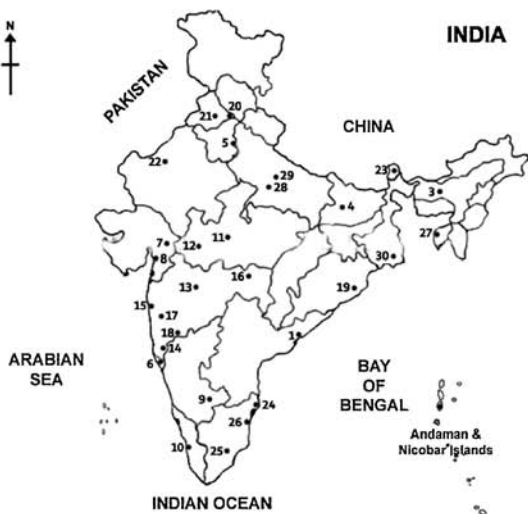 N
INDIA
PAKISTAN
20
21
CHINA
5
22
23
29
28
3
4
27
7
11
12
8
30
16
13
19
15
17
18
1
14
ARABIAN
SEA
6
BAY
OF
BENGAL
9
24
26
Andaman &
Nicobar Islands
10
25
INDIAN OCEAN